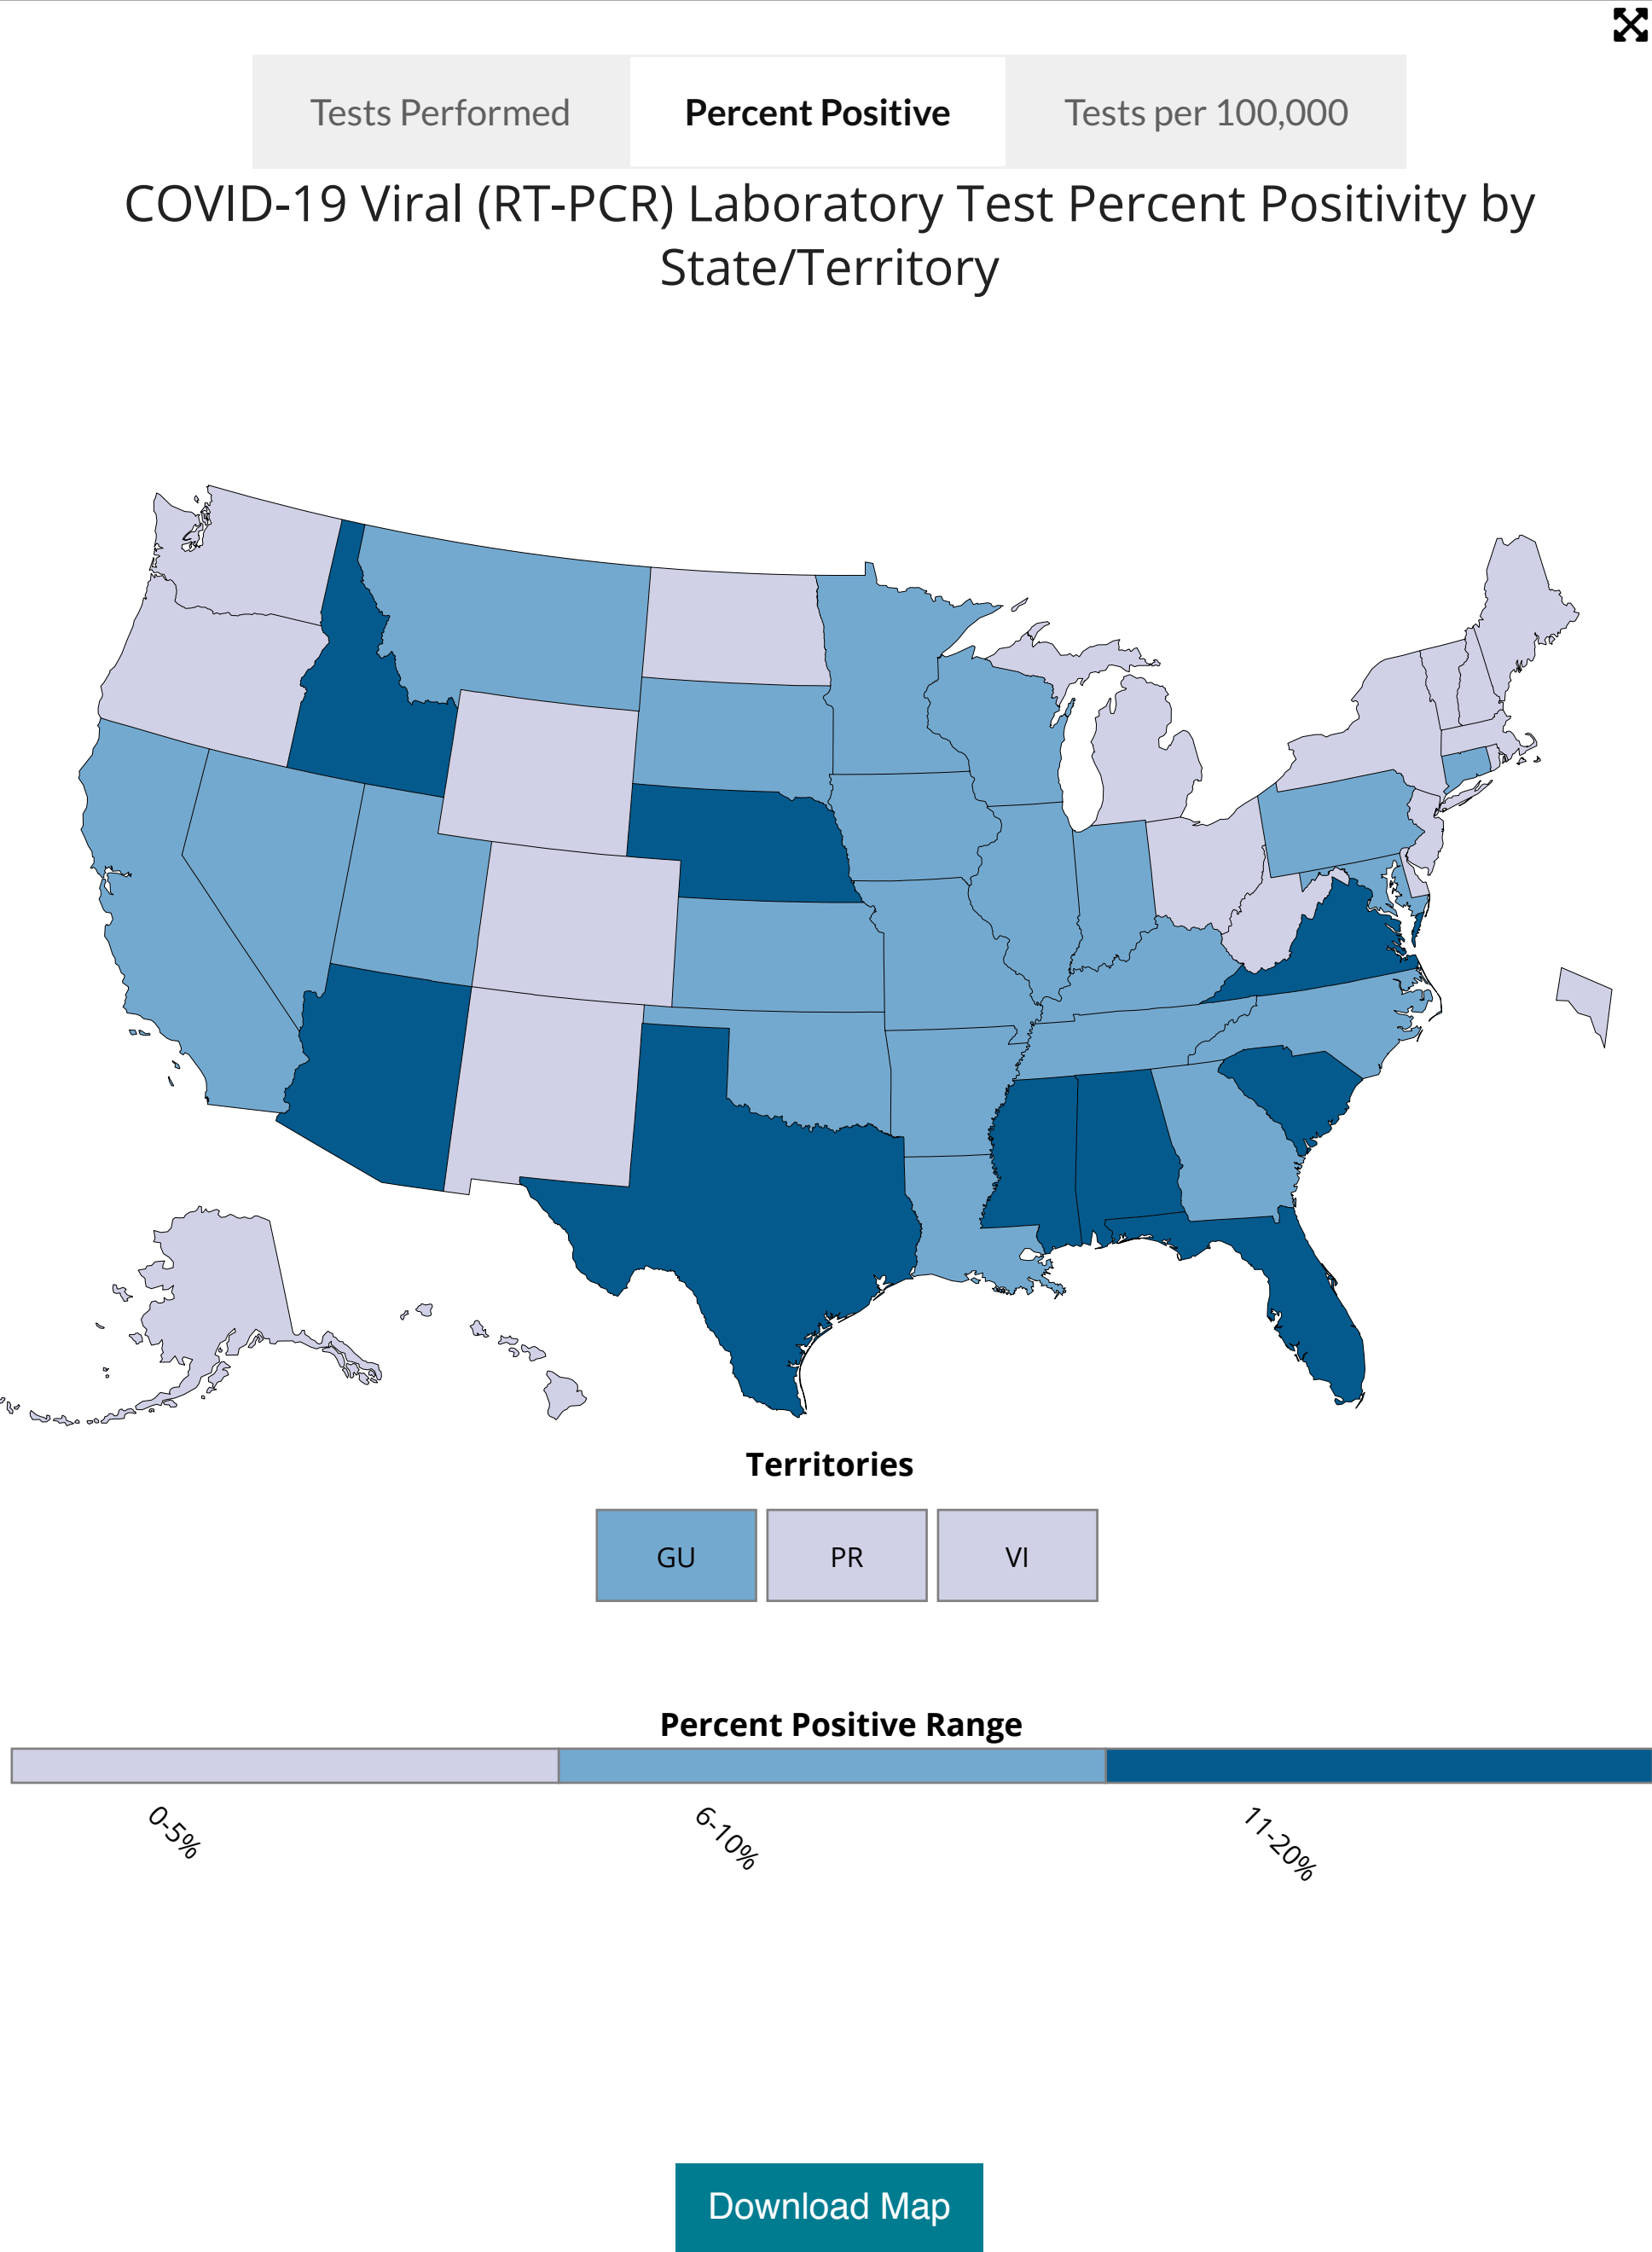 Tests Performed
Percent Positive
Tests per 100,000
COVID-19 Viral (RT-PCR) Laboratory Test Percent Positivity by
State/Territory
Territories
GU
PR
VI
Percent Positive Range
0-5%
6-10%
11-20%
Download Map